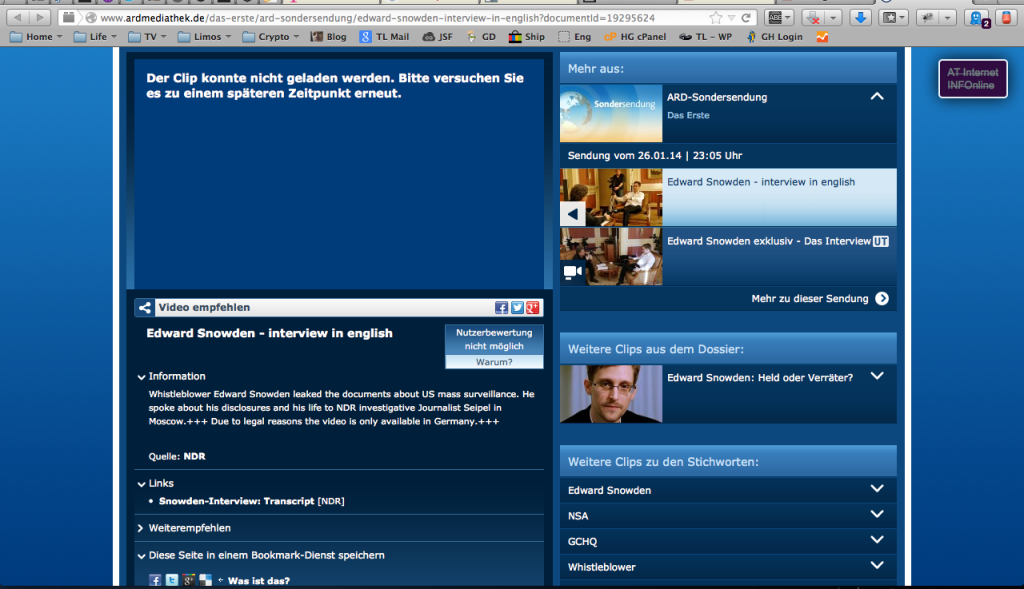 www.ardmediathek.de/das-erste/ard-sondersendung/edward-snowden-interview-in-english?documentId=19295624
ABP
2
Home
Life
TV
Limos
Crypto
Blog
TL Mail
JSF
GD
Ship
Eng
HG cPanel
TL - WP
GH Login
AT Internet
INFOnline
Der Clip konnte nicht geladen werden. Bitte versuchen Sie
es zu einem späteren Zeitpunkt erneut.
Video empfehlen
Edward Snowden - interview in english
Nutzerbewertung
nicht möglich
Warum?
Information
Whistleblower Edward Snowden leaked the documents about US mass surveillance. He
spoke about his disclosures and his life to NDR investigative Journalist Seipel in
Moscow.+++ Due to legal reasons the video is only available in Germany.+++
Quelle: NDR
Links
• Snowden-Interview: Transcript [NDR]
Weiterempfehlen
Diese Seite in einem Bookmark-Dienst speichern
Was ist das?
Mehr aus:
Sondersendung
ARD-Sondersendung
Das Erste
Sendung vom 26.01.14 | 23:05 Uhr
Edward Snowden - interview in english
Edward Snowden exklusiv - Das Interview UT
Mehr zu dieser Sendung
Weitere Clips aus dem Dossier:
Edward Snowden: Held oder Verräter?
Weitere Clips zu den Stichworten:
Edward Snowden
NSA
GCHQ
Whistleblower